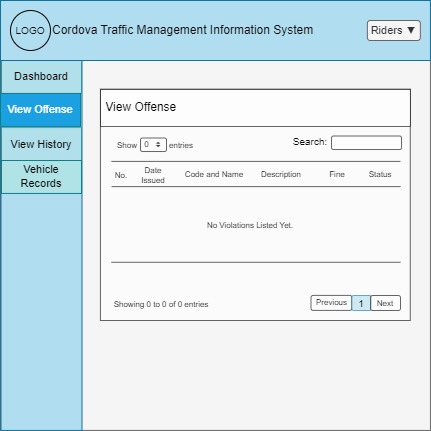 LOGO Cordova Traffic Management Information System Riders ▼
Dashboard
View Offense
View History
Vehicle
Records
View Offense
Show 0 entries Search:
No. Date Issued Code and Name Description Fine Status
No Violations Listed Yet.
Showing 0 to 0 of 0 entries Previous 1 Next